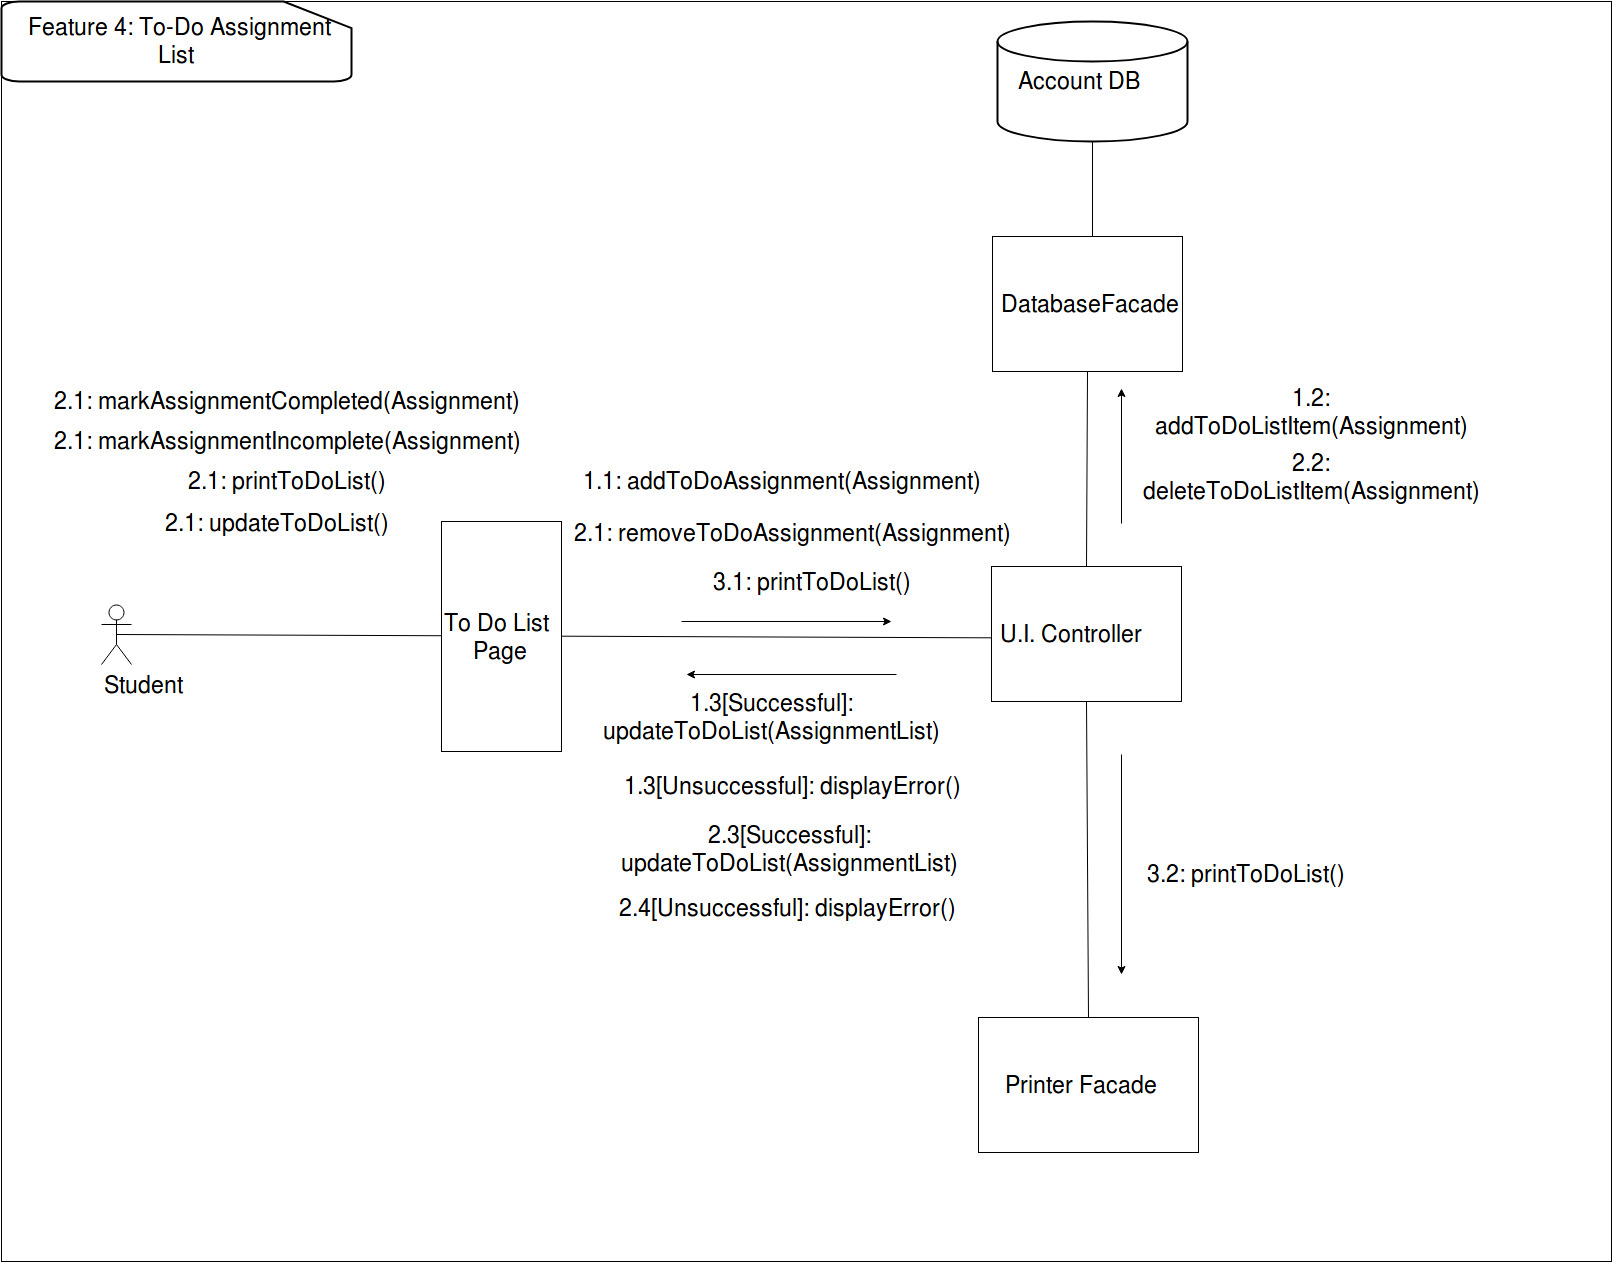 Feature 4: To-Do Assignment
List
Account DB
DatabaseFacade
2.1: markAssignmentCompleted(Assignment)
2.1: markAssignmentIncomplete(Assignment)
2.1: printToDoList()
2.1: updateToDoList()
1.1: addToDoAssignment(Assignment)
2.1: removeToDoAssignment(Assignment)
3.1: printToDoList()
1.2:
addToDoListItem(Assignment)
2.2:
deleteToDoListItem(Assignment)
Student
To Do List
Page
U.I. Controller
1.3[Successful]:
updateToDoList(AssignmentList)
1.3[Unsuccessful]: displayError()
2.3[Successful]:
updateToDoList(AssignmentList)
2.4[Unsuccessful]: displayError()
3.2: printToDoList()
Printer Facade